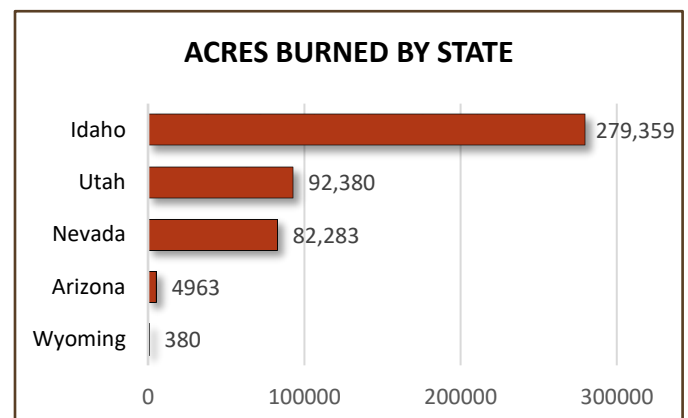 ACRES BURNED BY STATE
Idaho 279,359
Utah 92,380
Nevada 82,283
Arizona 4963
Wyoming 380
0 100000 200000 300000